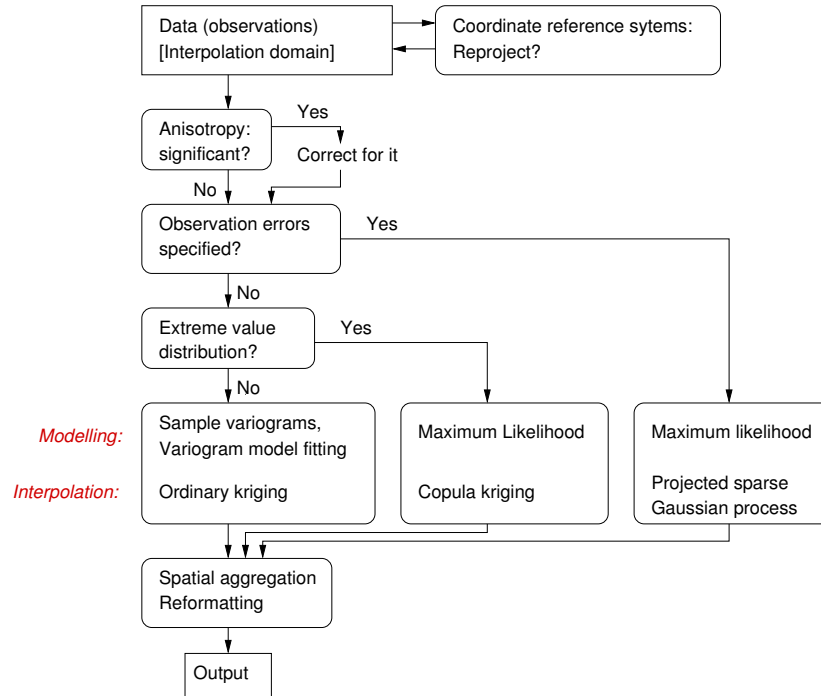 Data (observations)
[Interpolation domain]
Coordinate reference sytems:
Reproject?
Anisotropy:
significant?
Yes
Correct for it
No
Observation errors
specified?
Yes
No
Extreme value
distribution?
Yes
No
Modelling:
Sample variograms,
Variogram model fitting
Maximum Likelihood
Maximum likelihood
Interpolation:
Ordinary kriging
Copula kriging
Projected sparse
Gaussian process
Spatial aggregation
Reformatting
Output